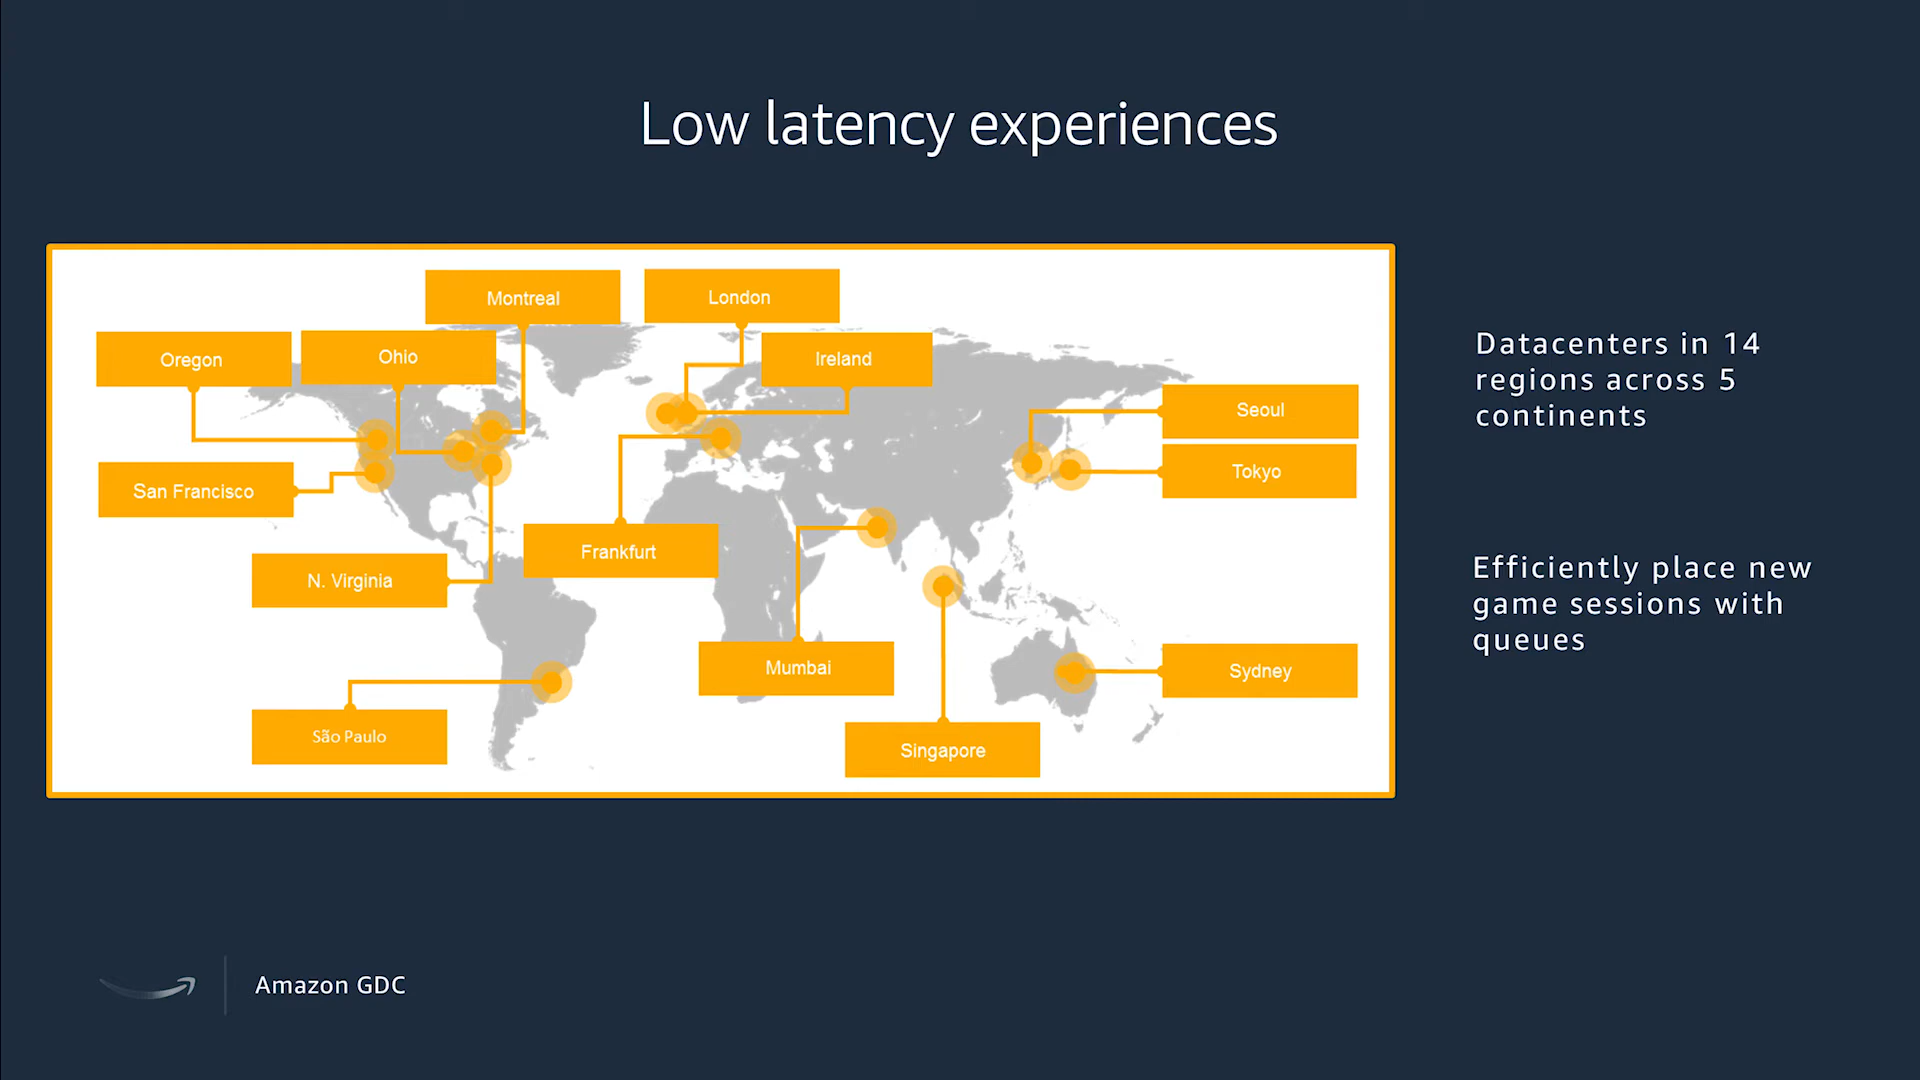 Low latency experiences
Montreal
London
Oregon
Ohio
Ireland
Seoul
Tokyo
San Francisco
Frankfurt
N. Virginia
Mumbai
Sydney
São Paulo
Singapore
Datacenters in 14
regions across 5
continents
Efficiently place new
game sessions with
queues
Amazon GDC